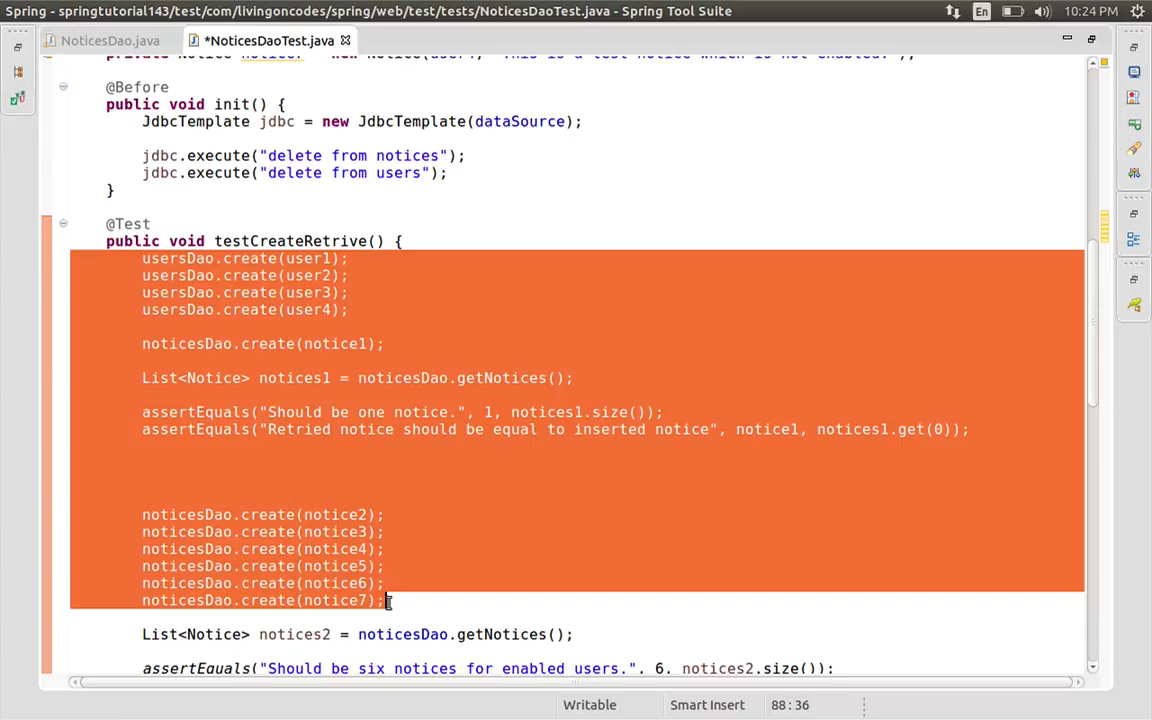 Spring - springtutorial143/test/com/livingoncodes/spring/web/test/tests/NoticesDaoTest.java - Spring Tool Suite
En
10:24 PM
NoticesDao.java
*NoticesDaoTest.java
@Before
public void init() {
JdbcTemplate jdbc = new JdbcTemplate(dataSource);
jdbc.execute("delete from notices");
jdbc.execute("delete from users");
}
@Test
public void testCreateRetrive() {
usersDao.create(user1);
usersDao.create(user2);
usersDao.create(user3);
usersDao.create(user4);
noticesDao.create(notice1);
List<Notice> notices1 = noticesDao.getNotices();
assertEquals("Should be one notice.", 1, notices1.size());
assertEquals("Retried notice should be equal to inserted notice", notice1, notices1.get(0));
noticesDao.create(notice2);
noticesDao.create(notice3);
noticesDao.create(notice4);
noticesDao.create(notice5);
noticesDao.create(notice6);
noticesDao.create(notice7);
List<Notice> notices2 = noticesDao.getNotices();
assertEquals("Should be six notices for enabled users.", 6, notices2.size());
Writable
Smart Insert
88 : 36